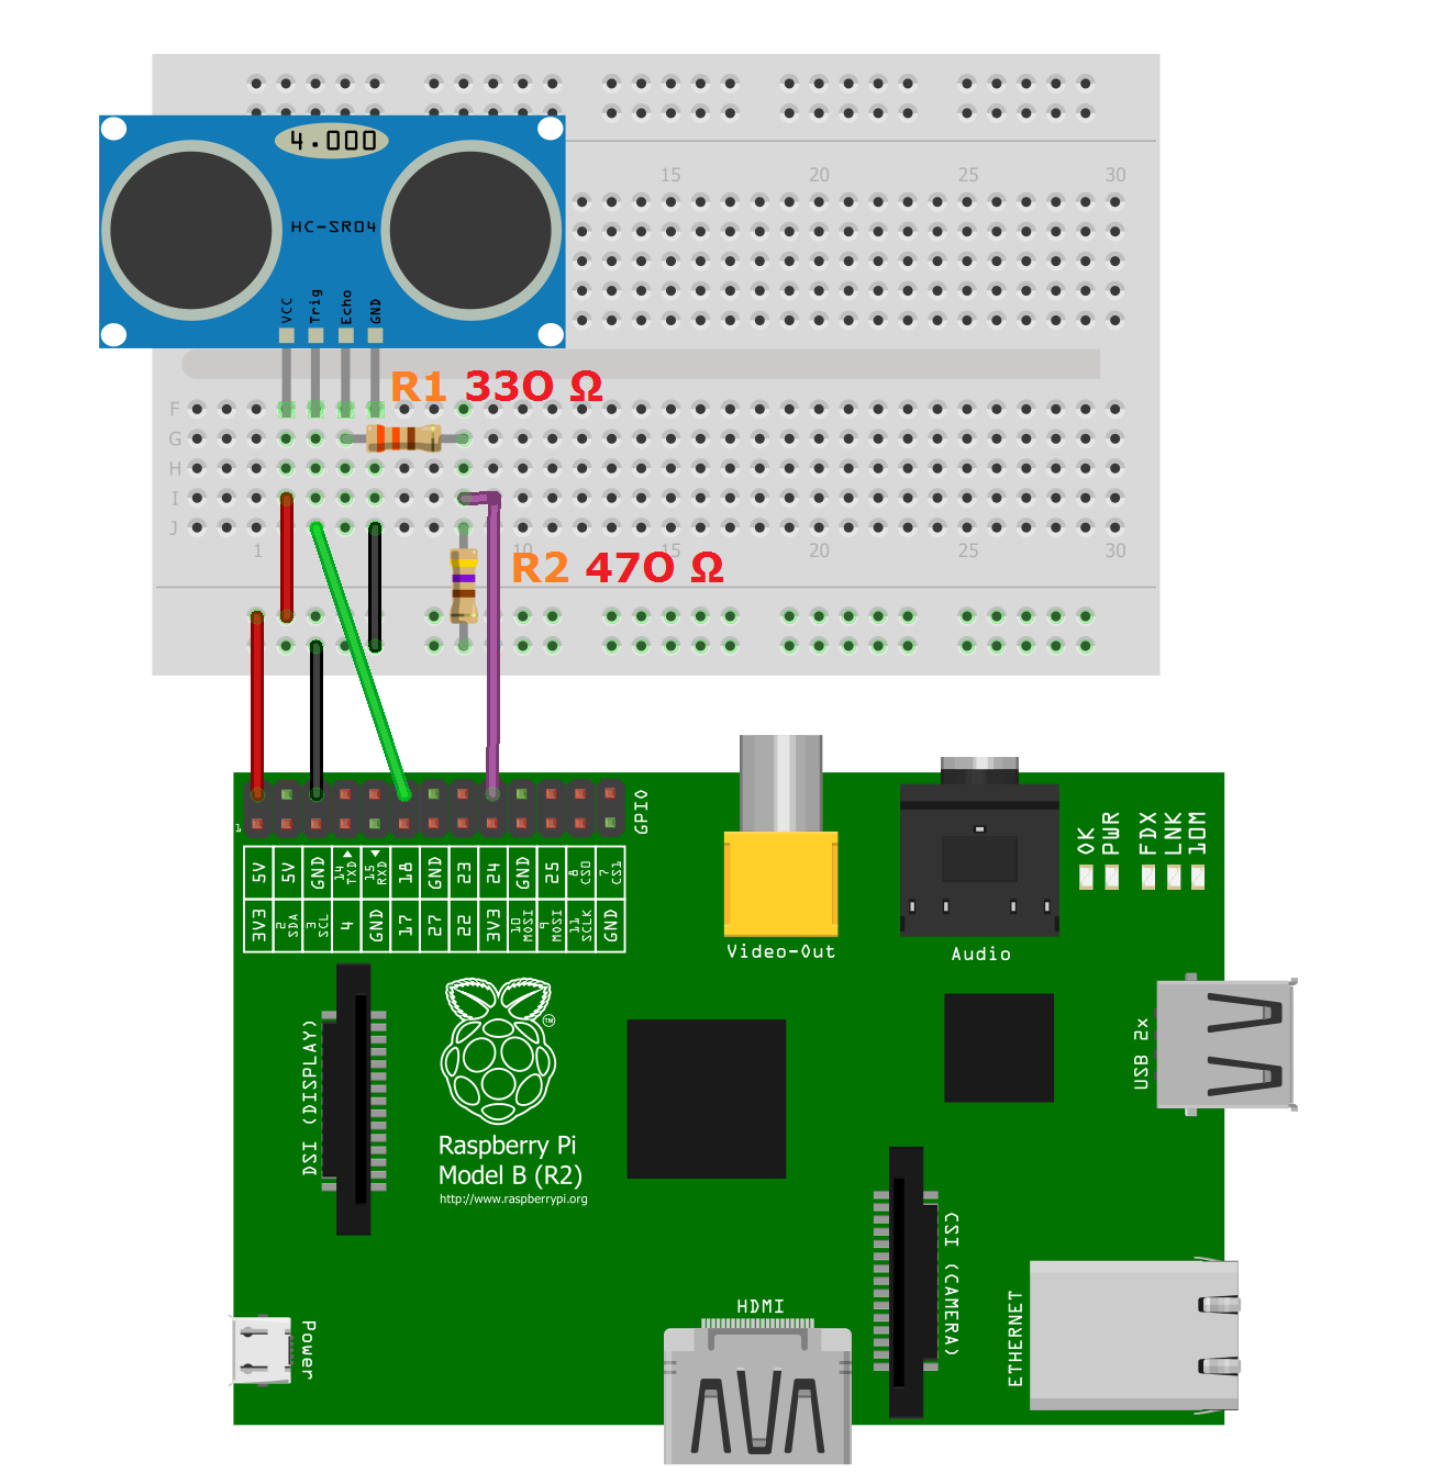 4.000
HC-SR04
VCC Trig Echo GND
15 20 25 30
R1 330 Ω
F
G
H
I
J
1 10 15 20 25 30
R2 470 Ω
1
GPIO
5V 5V GND 14 TXD 15 RXD 18 GND 23 24 GND 25 8 CS0 7 CS1
3V3 2 SDA 3 SCL 4 GND 17 27 22 3V3 10 MOSI 9 MOSI 11 SCLK GND
OK PWR FDX LNK 10M
Video-Out
Audio
DSI (DISPLAY)
TM
Raspberry Pi
Model B (R2)
http://www.raspberrypi.org
USB 2x
CSI (CAMERA)
ETHERNET
HDMI
Power